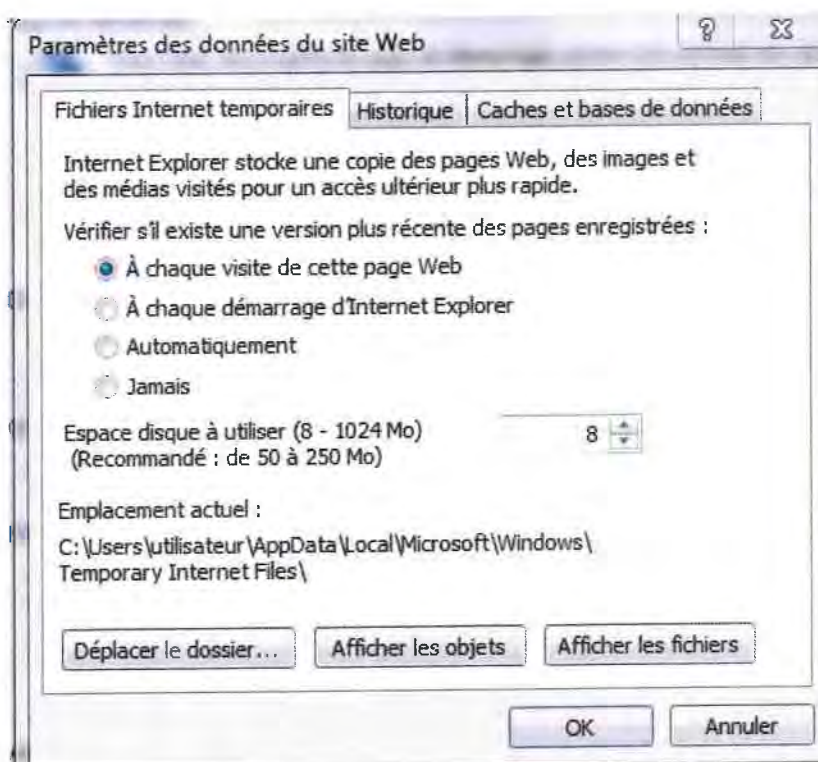 Paramètres des données du site Web
Fichiers Internet temporaires Historique Caches et bases de données
Internet Explorer stocke une copie des pages Web, des images et
des médias visités pour un accès ultérieur plus rapide.
Vérifier s'il existe une version plus récente des pages enregistrées :
À chaque visite de cette page Web
À chaque démarrage d'Internet Explorer
Automatiquement
Jamais
Espace disque à utiliser (8 - 1024 Mo) 8
(Recommandé : de 50 à 250 Mo)
Emplacement actuel :
C:\Users\utilisateur\AppData\Local\Microsoft\Windows\
Temporary Internet Files\
Déplacer le dossier... Afficher les objets Afficher les fichiers
OK Annuler